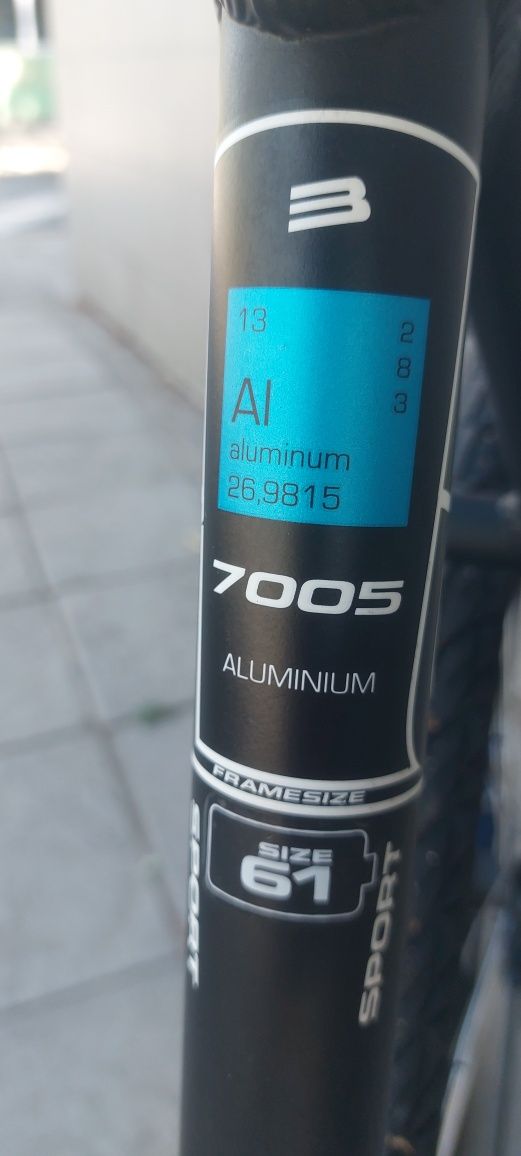 13
2
8
3
Al
aluminum
26,9815
7005
ALUMINIUM
FRAMESIZE
SIZE
61
SPORT
SPORT